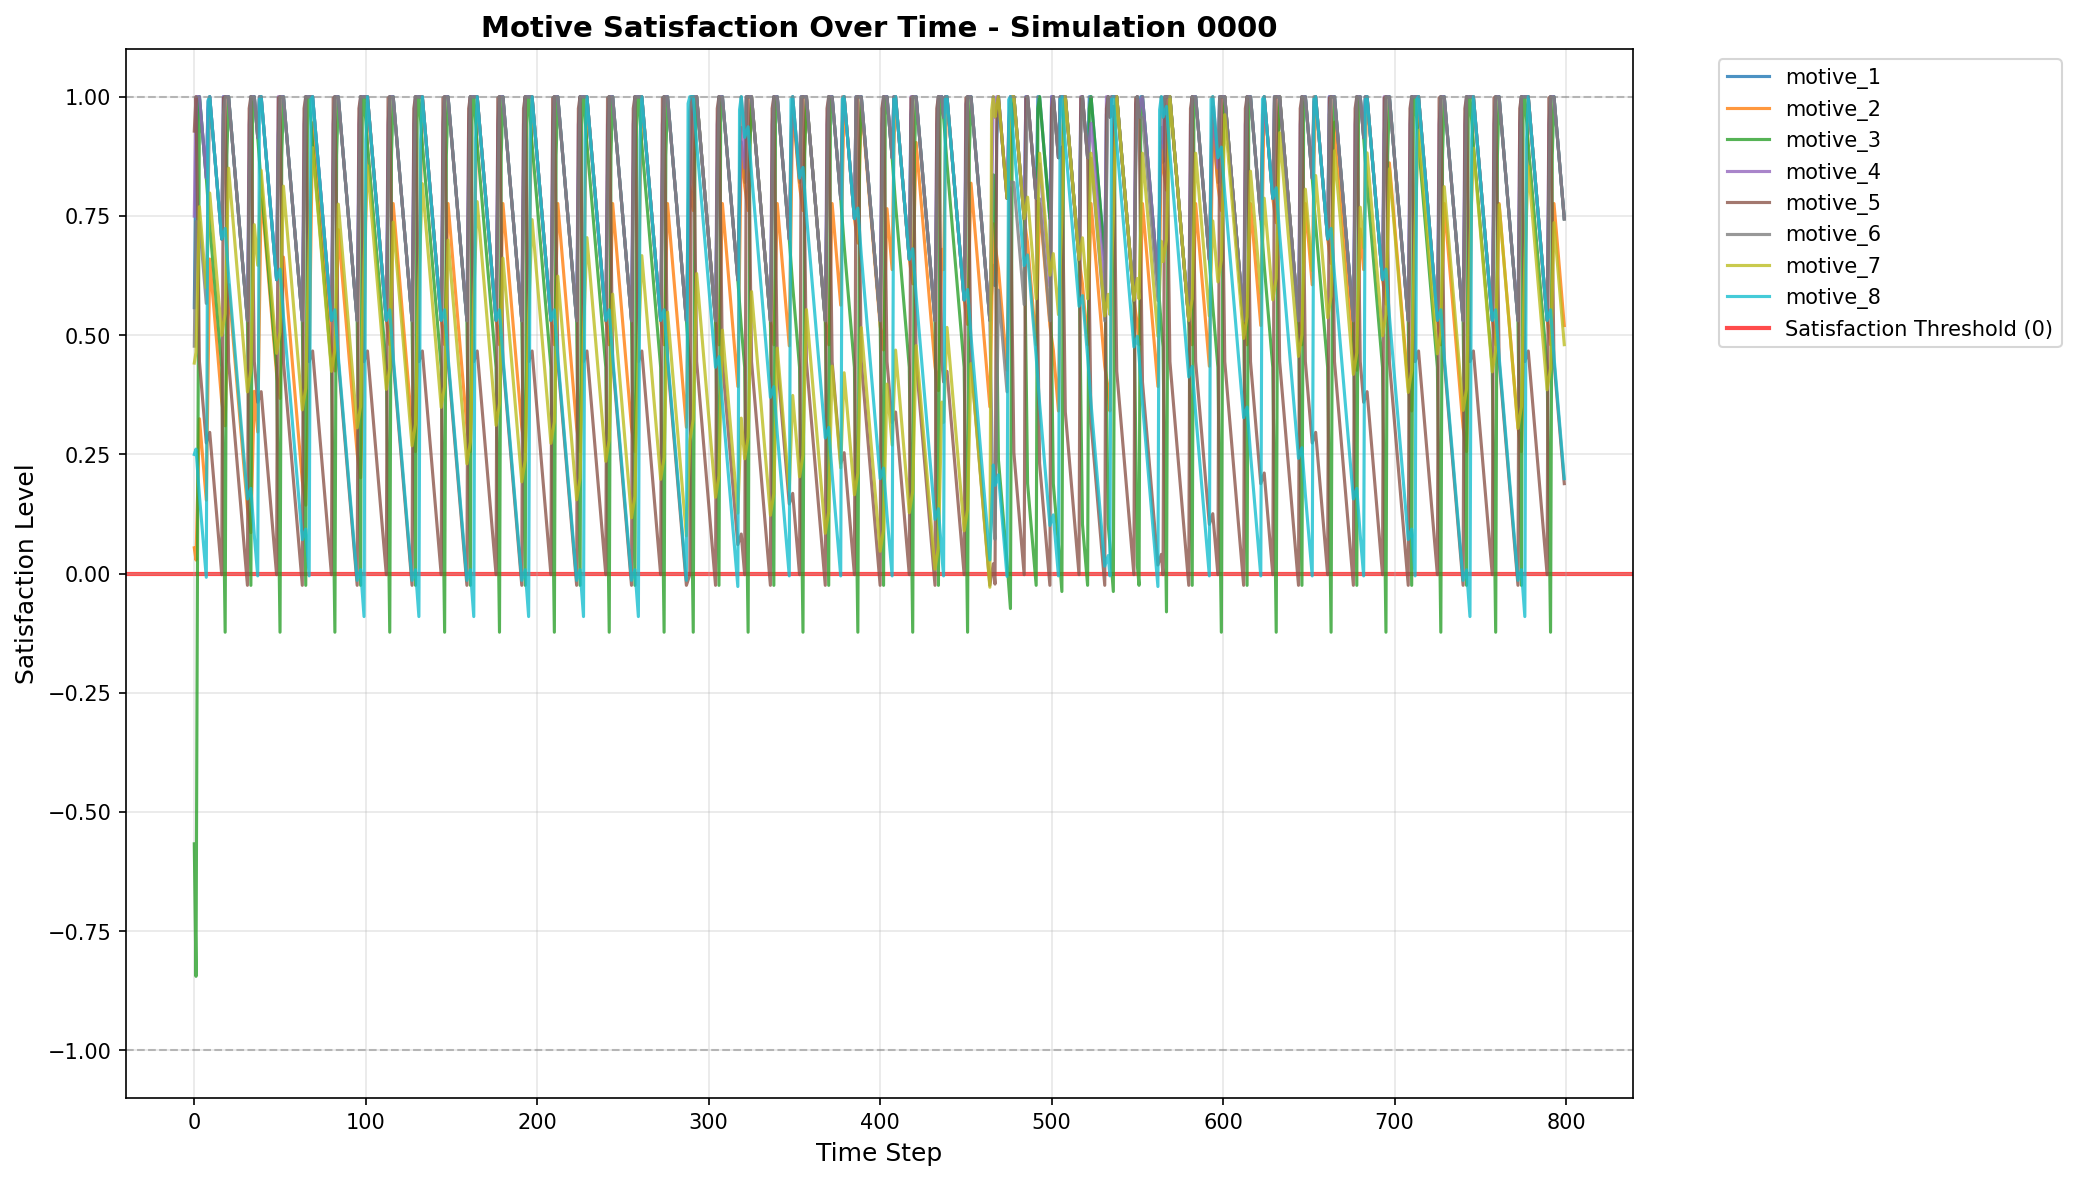 Motive Satisfaction Over Time - Simulation 0000
Satisfaction Level
1.00
0.75
0.50
0.25
0.00
−0.25
−0.50
−0.75
−1.00
0 100 200 300 400 500 600 700 800
Time Step
motive_1
motive_2
motive_3
motive_4
motive_5
motive_6
motive_7
motive_8
Satisfaction Threshold (0)